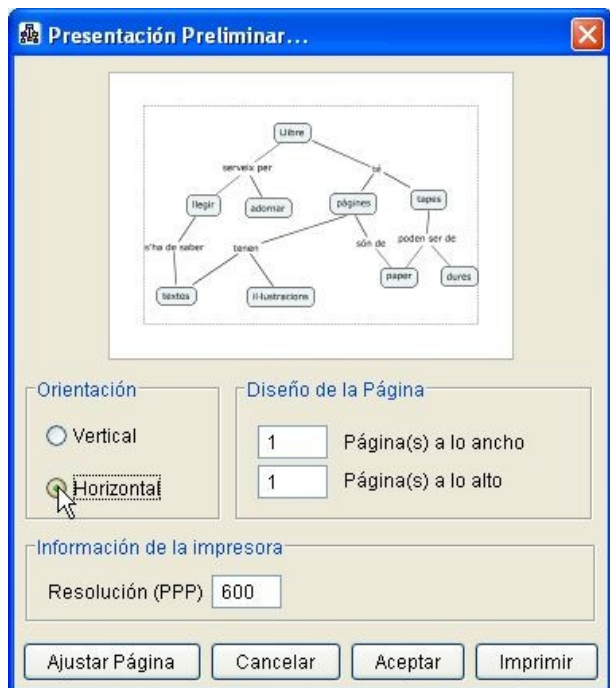 Presentación Preliminar...
Llibre
serveix per
té
llegir
adornar
pàgines
tapes
s'ha de saber
tenen
són de
poden ser de
textos
il·lustracions
paper
dures
Orientación
Vertical
Horizontal
Diseño de la Página
1 Página(s) a lo ancho
1 Página(s) a lo alto
Información de la impresora
Resolución (PPP) 600
Ajustar Página Cancelar Aceptar Imprimir